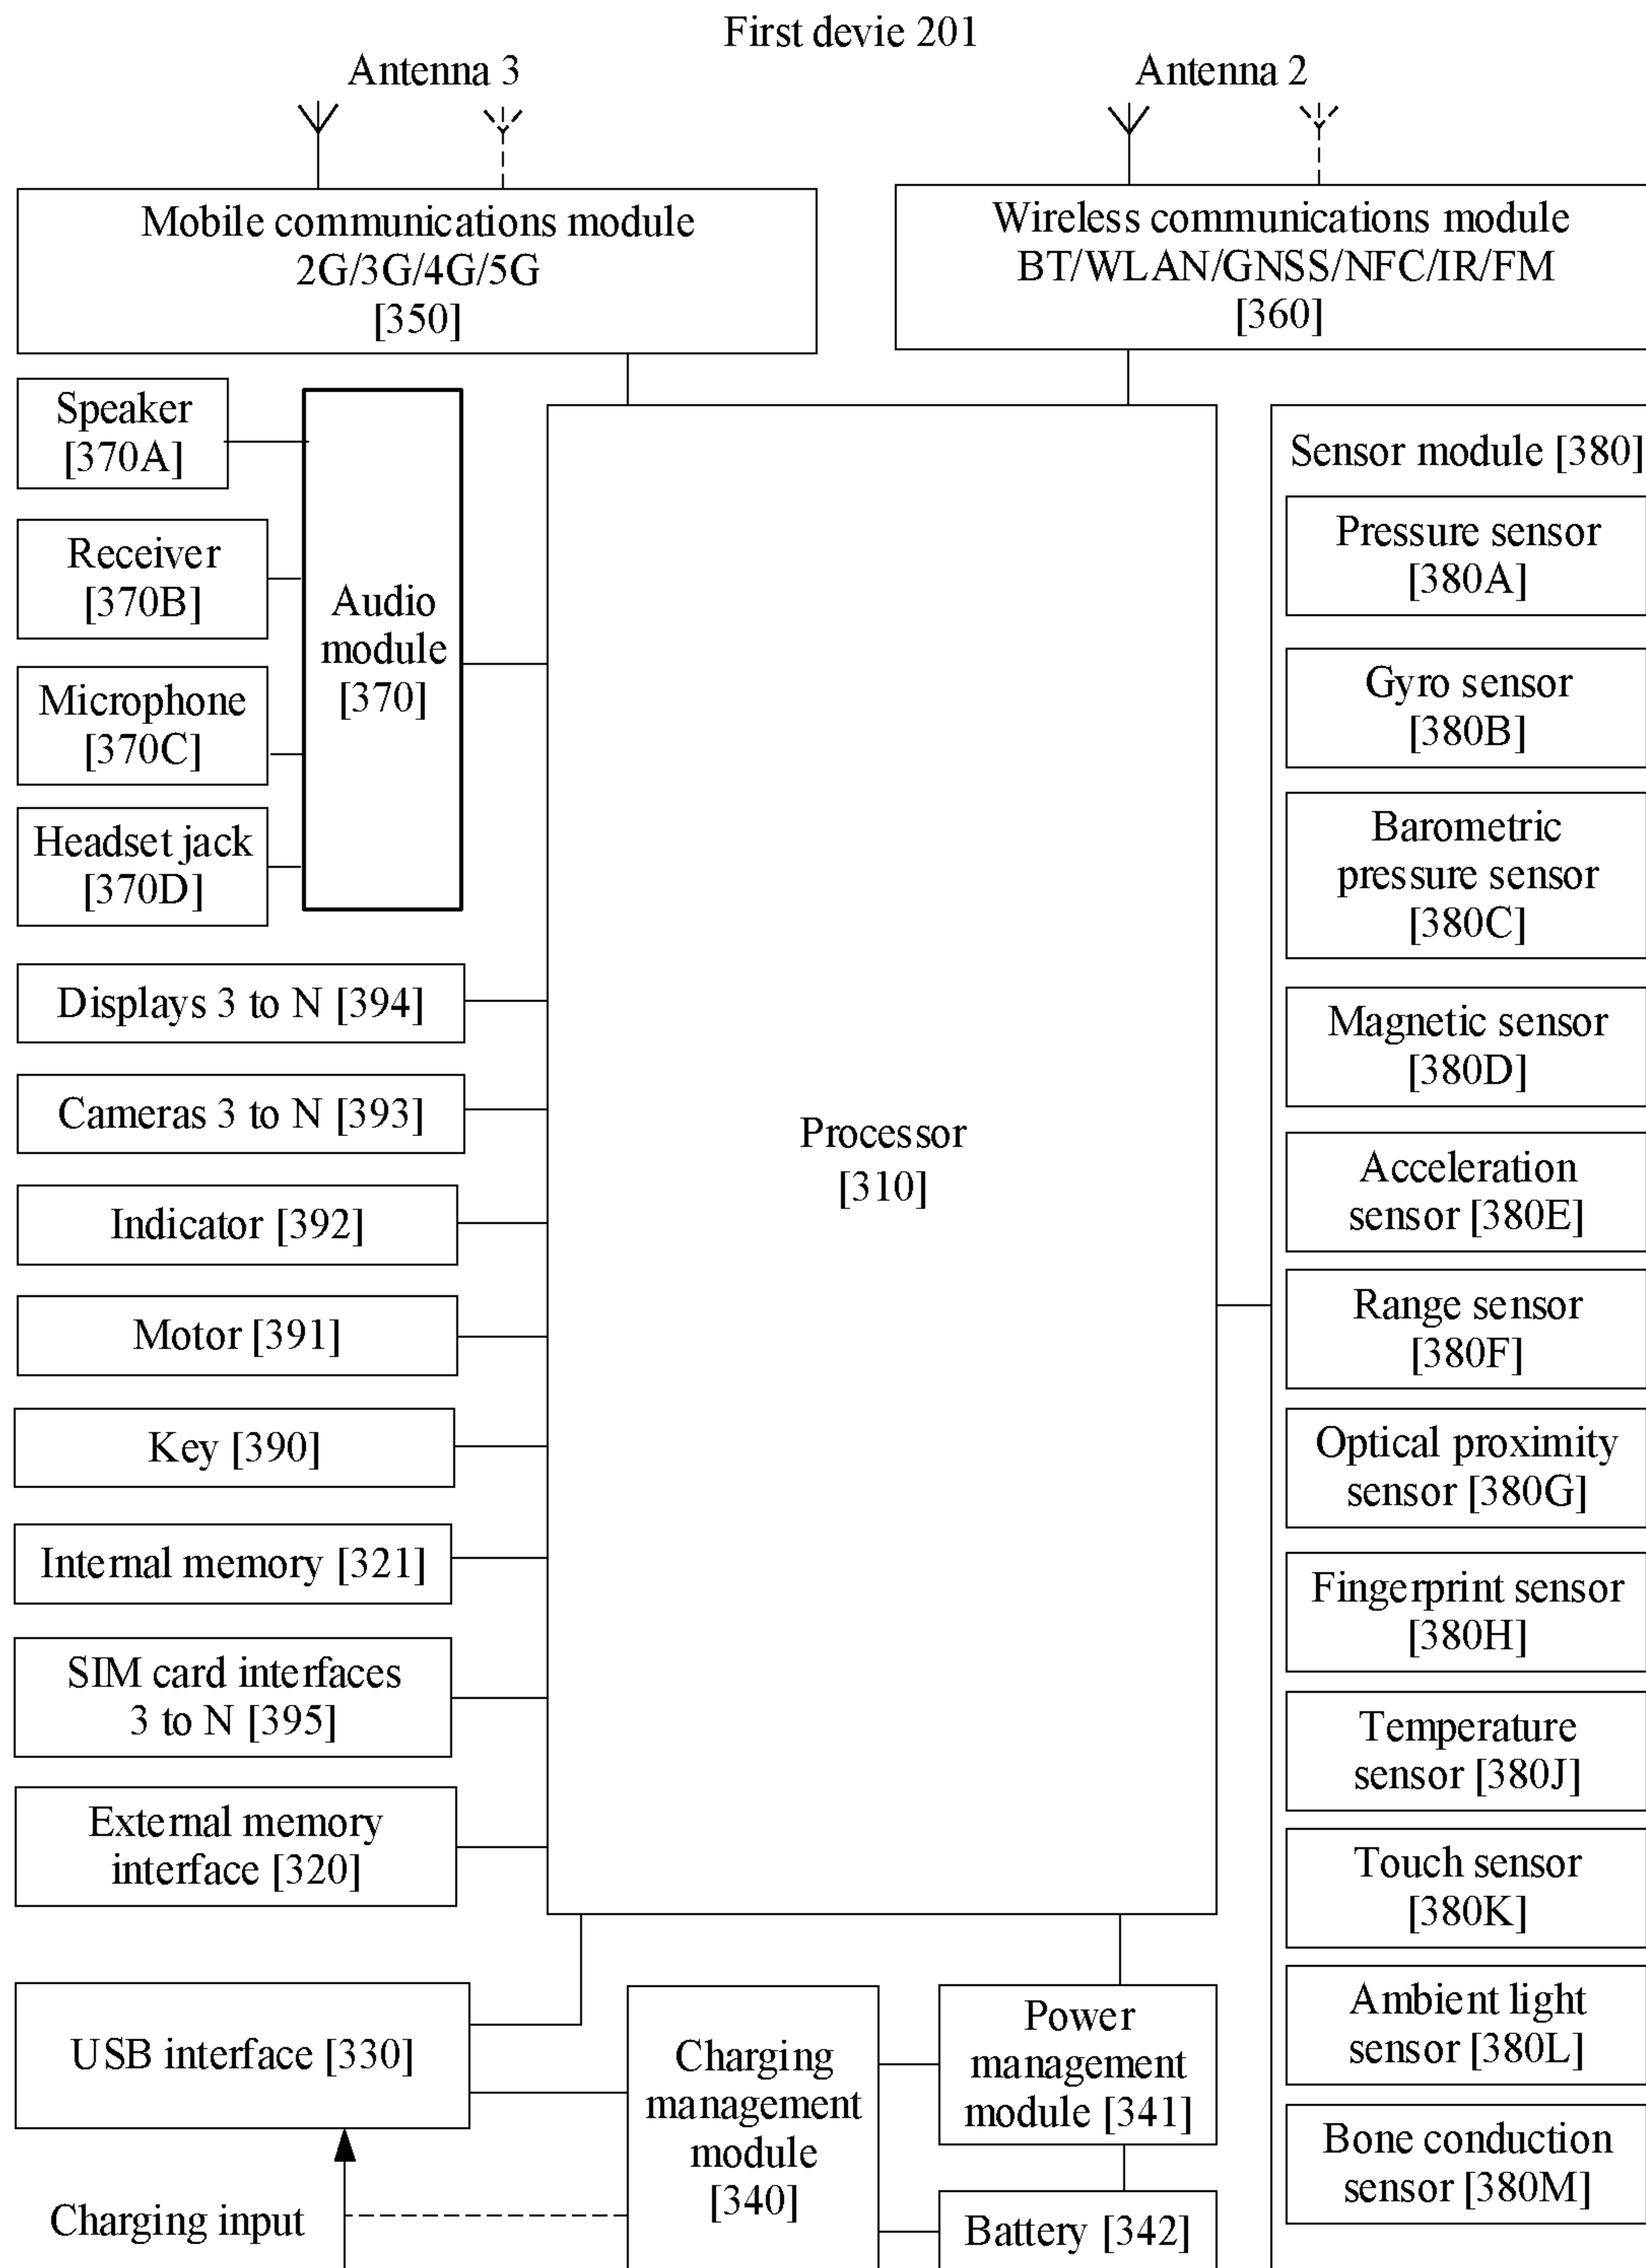 First devie 201
Antenna 3
Antenna 2
Mobile communications module
2G/3G/4G/5G
[350]
Wireless communications module
BT/WLAN/GNSS/NFC/IR/FM
[360]
Speaker
[370A]
Receiver
[370B]
Microphone
[370C]
Headset jack
[370D]
Audio
module
[370]
Displays 3 to N [394]
Cameras 3 to N [393]
Indicator [392]
Motor [391]
Key [390]
Internal memory [321]
SIM card interfaces
3 to N [395]
External memory
interface [320]
Processor
[310]
Sensor module [380]
Pressure sensor
[380A]
Gyro sensor
[380B]
Barometric
pressure sensor
[380C]
Magnetic sensor
[380D]
Acceleration
sensor [380E]
Range sensor
[380F]
Optical proximity
sensor [380G]
Fingerprint sensor
[380H]
Temperature
sensor [380J]
Touch sensor
[380K]
Ambient light
sensor [380L]
Bone conduction
sensor [380M]
USB interface [330]
Charging
management
module
[340]
Power
management
module [341]
Battery [342]
Charging input